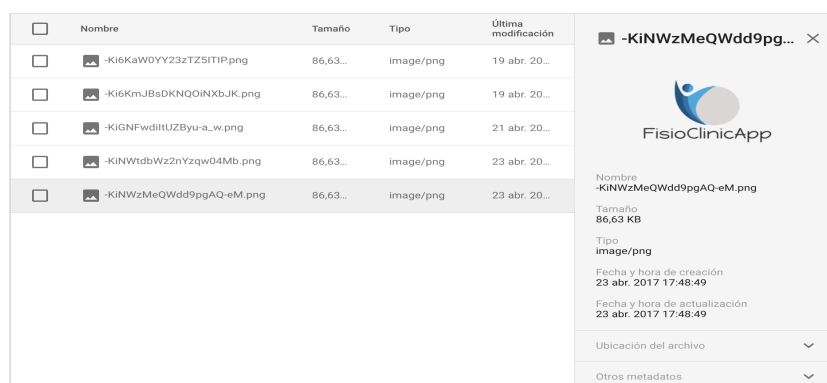 Nombre Tamaño Tipo Última modificación
-Ki6KaW0YY23zTZ5ITIP.png 86,63... image/png 19 abr. 20...
-Ki6KmJBsDKNQOiNXbJK.png 86,63... image/png 19 abr. 20...
-KiGNFwdiItUZByu-a_w.png 86,63... image/png 21 abr. 20...
-KiNWtdbWz2nYzqw04Mb.png 86,63... image/png 23 abr. 20...
-KiNWzMeQWdd9pgAQ-eM.png 86,63... image/png 23 abr. 20...
-KiNWzMeQWdd9pg...
FisioClinicApp
Nombre
-KiNWzMeQWdd9pgAQ-eM.png
Tamaño
86,63 KB
Tipo
image/png
Fecha y hora de creación
23 abr. 2017 17:48:49
Fecha y hora de actualización
23 abr. 2017 17:48:49
Ubicación del archivo
Otros metadatos